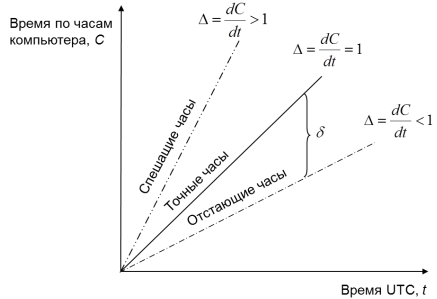 Время по часам
компьютера, C
Δ = dC/dt > 1
Δ = dC/dt = 1
Δ = dC/dt < 1
Спешащие часы
Точные часы
Отстающие часы
δ
Время UTC, t